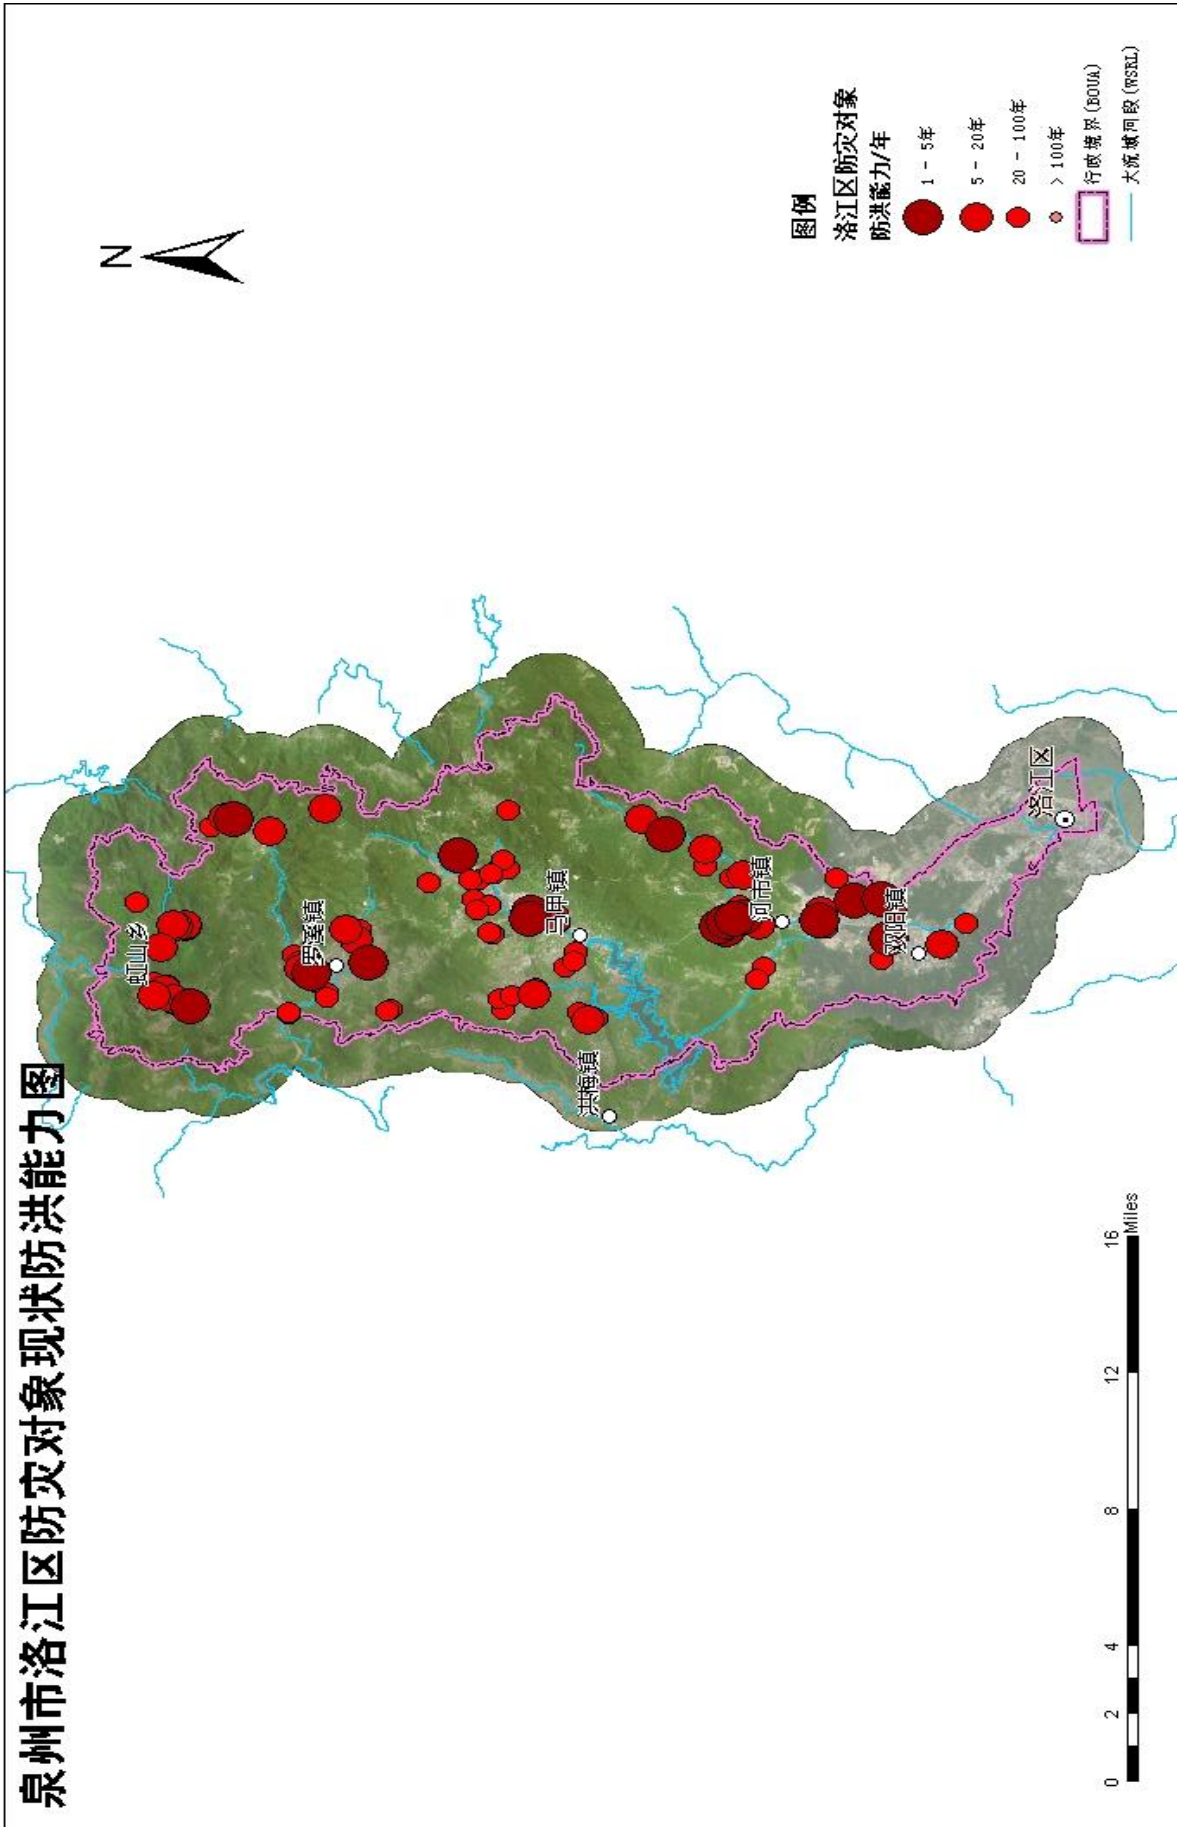 泉州市洛江区防灾对象现状防洪能力图
N
虹山乡
罗溪镇
马甲镇
洪梅镇
河市镇
双阳镇
洛江区
图例
洛江区防灾对象
防洪能力/年
1 - 5年
5 - 20年
20 - 100年
> 100年
行政境界(BOUA)
大流域河段(WSRL)
0 2 4 8 12 16
Miles